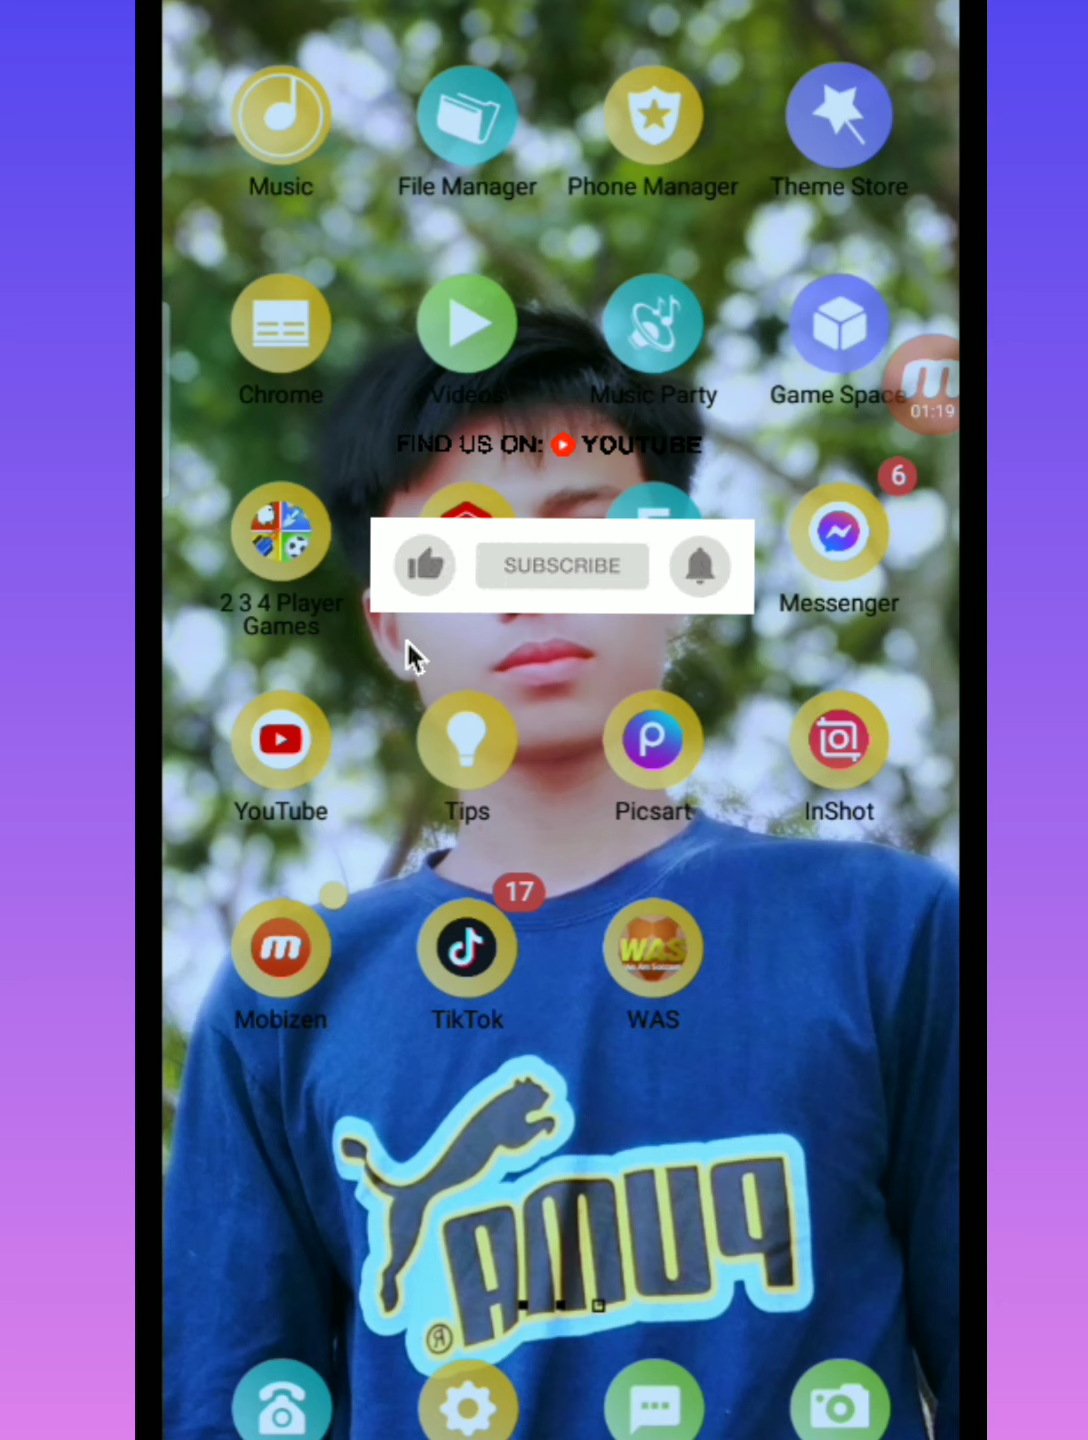 Music
File Manager
Phone Manager
Theme Store
Chrome
Videos
Music Party
Game Space
01:19
FIND US ON: YOUTUBE
6
SUBSCRIBE
2 3 4 Player
Games
Messenger
YouTube
Tips
Picsart
InShot
17
WAS
Mobizen
TikTok
WAS
PUMA
®